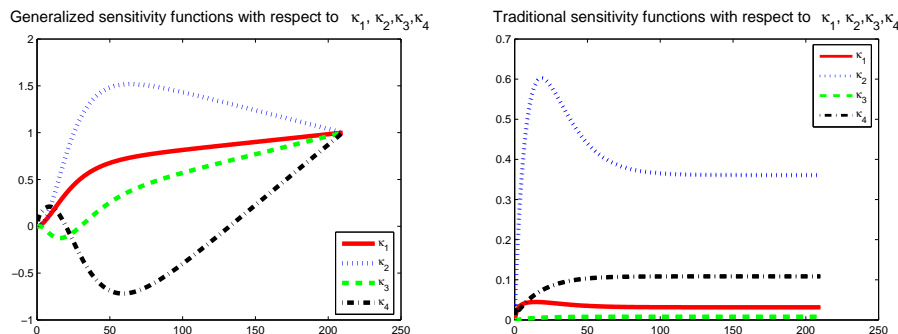 Generalized sensitivity functions with respect to κ1, κ2,κ3,κ4
2
1.5
1
0.5
0
−0.5
−1
0
50
100
150
200
250
κ1
κ2
κ3
κ4
Traditional sensitivity functions with respect to κ1, κ2,κ3,κ4
0.7
0.6
0.5
0.4
0.3
0.2
0.1
0
0
50
100
150
200
250
κ1
κ2
κ3
κ4